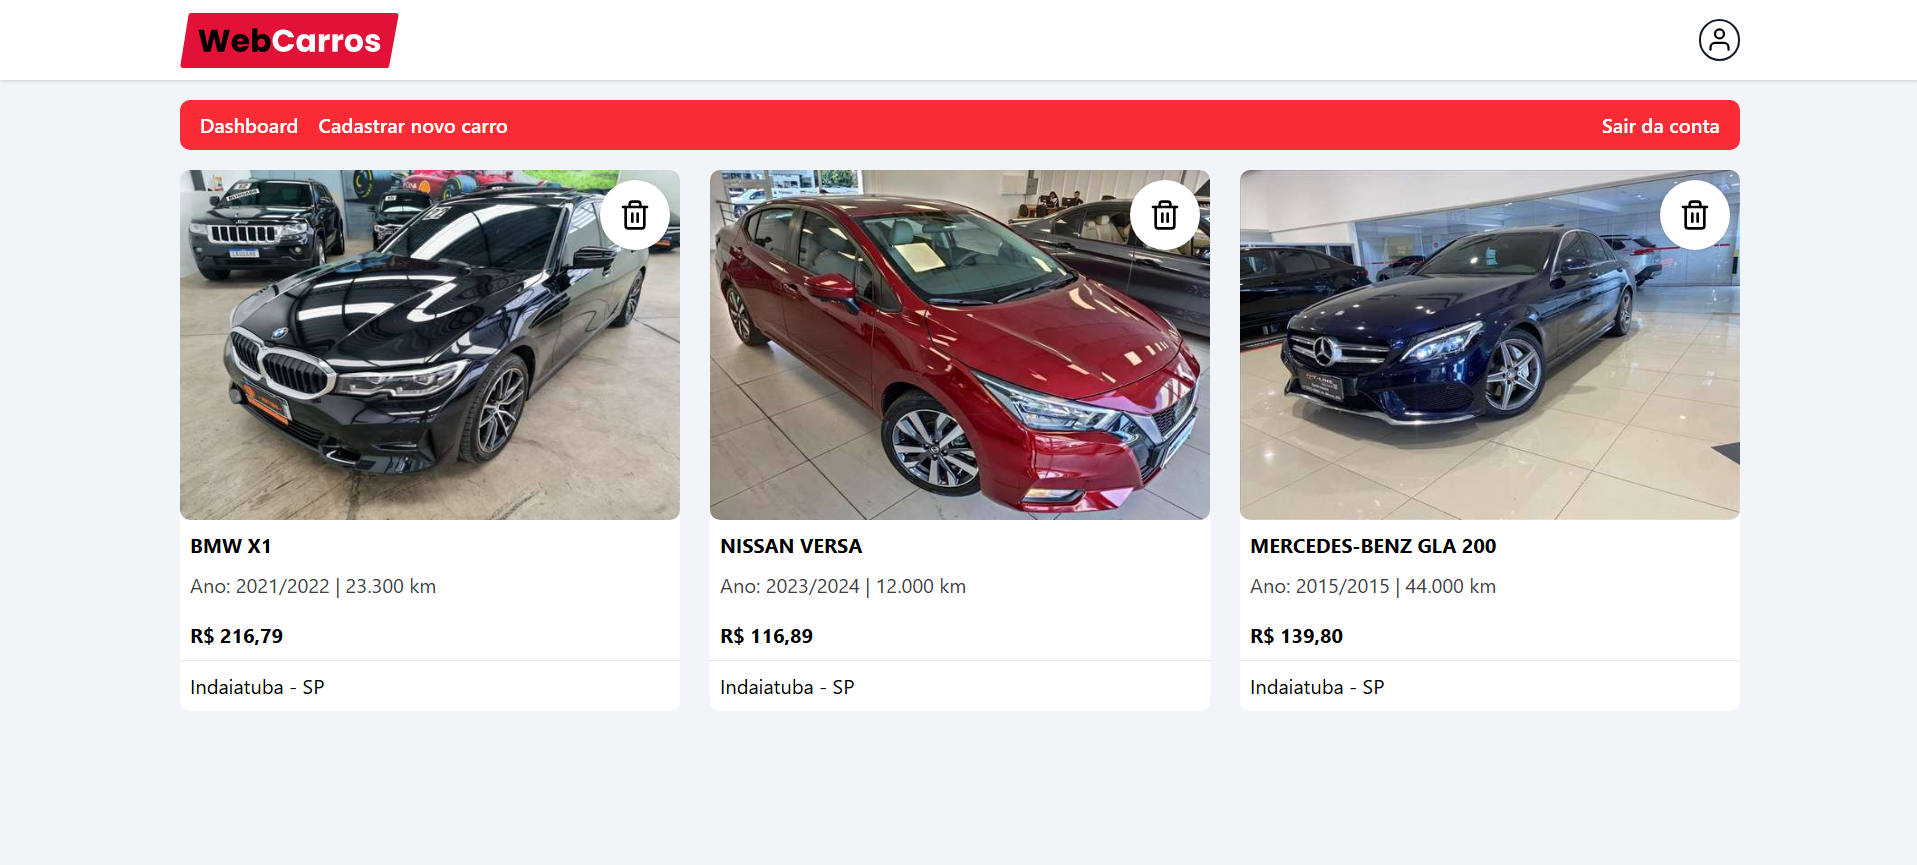 WebCarros
Dashboard Cadastrar novo carro Sair da conta
BMW X1
Ano: 2021/2022 | 23.300 km
R$ 216,79
Indaiatuba - SP
NISSAN VERSA
Ano: 2023/2024 | 12.000 km
R$ 116,89
Indaiatuba - SP
MERCEDES-BENZ GLA 200
Ano: 2015/2015 | 44.000 km
R$ 139,80
Indaiatuba - SP